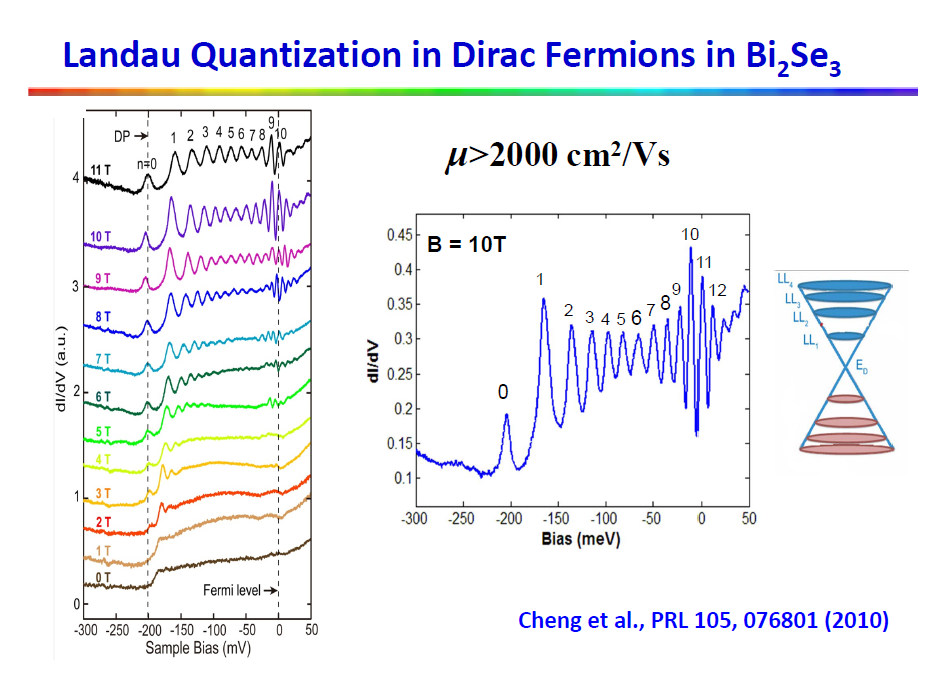 Landau Quantization in Dirac Fermions in Bi₂Se₃
DP
n=0
1 2 3 4 5 6 7 8 9 10
11 T
10 T
9 T
8 T
7 T
6 T
5 T
4 T
3 T
2 T
1 T
0 T
Fermi level
4
3
2
1
0
dI/dV (a.u.)
-300 -250 -200 -150 -100 -50 0 50
Sample Bias (mV)
μ>2000 cm²/Vs
B = 10T
0 1 2 3 4 5 6 7 8 9 10 11 12
0.45
0.4
0.35
0.3
0.25
0.2
0.15
0.1
dI/dV
-300 -250 -200 -150 -100 -50 0 50
Bias (meV)
LL₄
LL₃
LL₂
LL₁
E_D
Cheng et al., PRL 105, 076801 (2010)